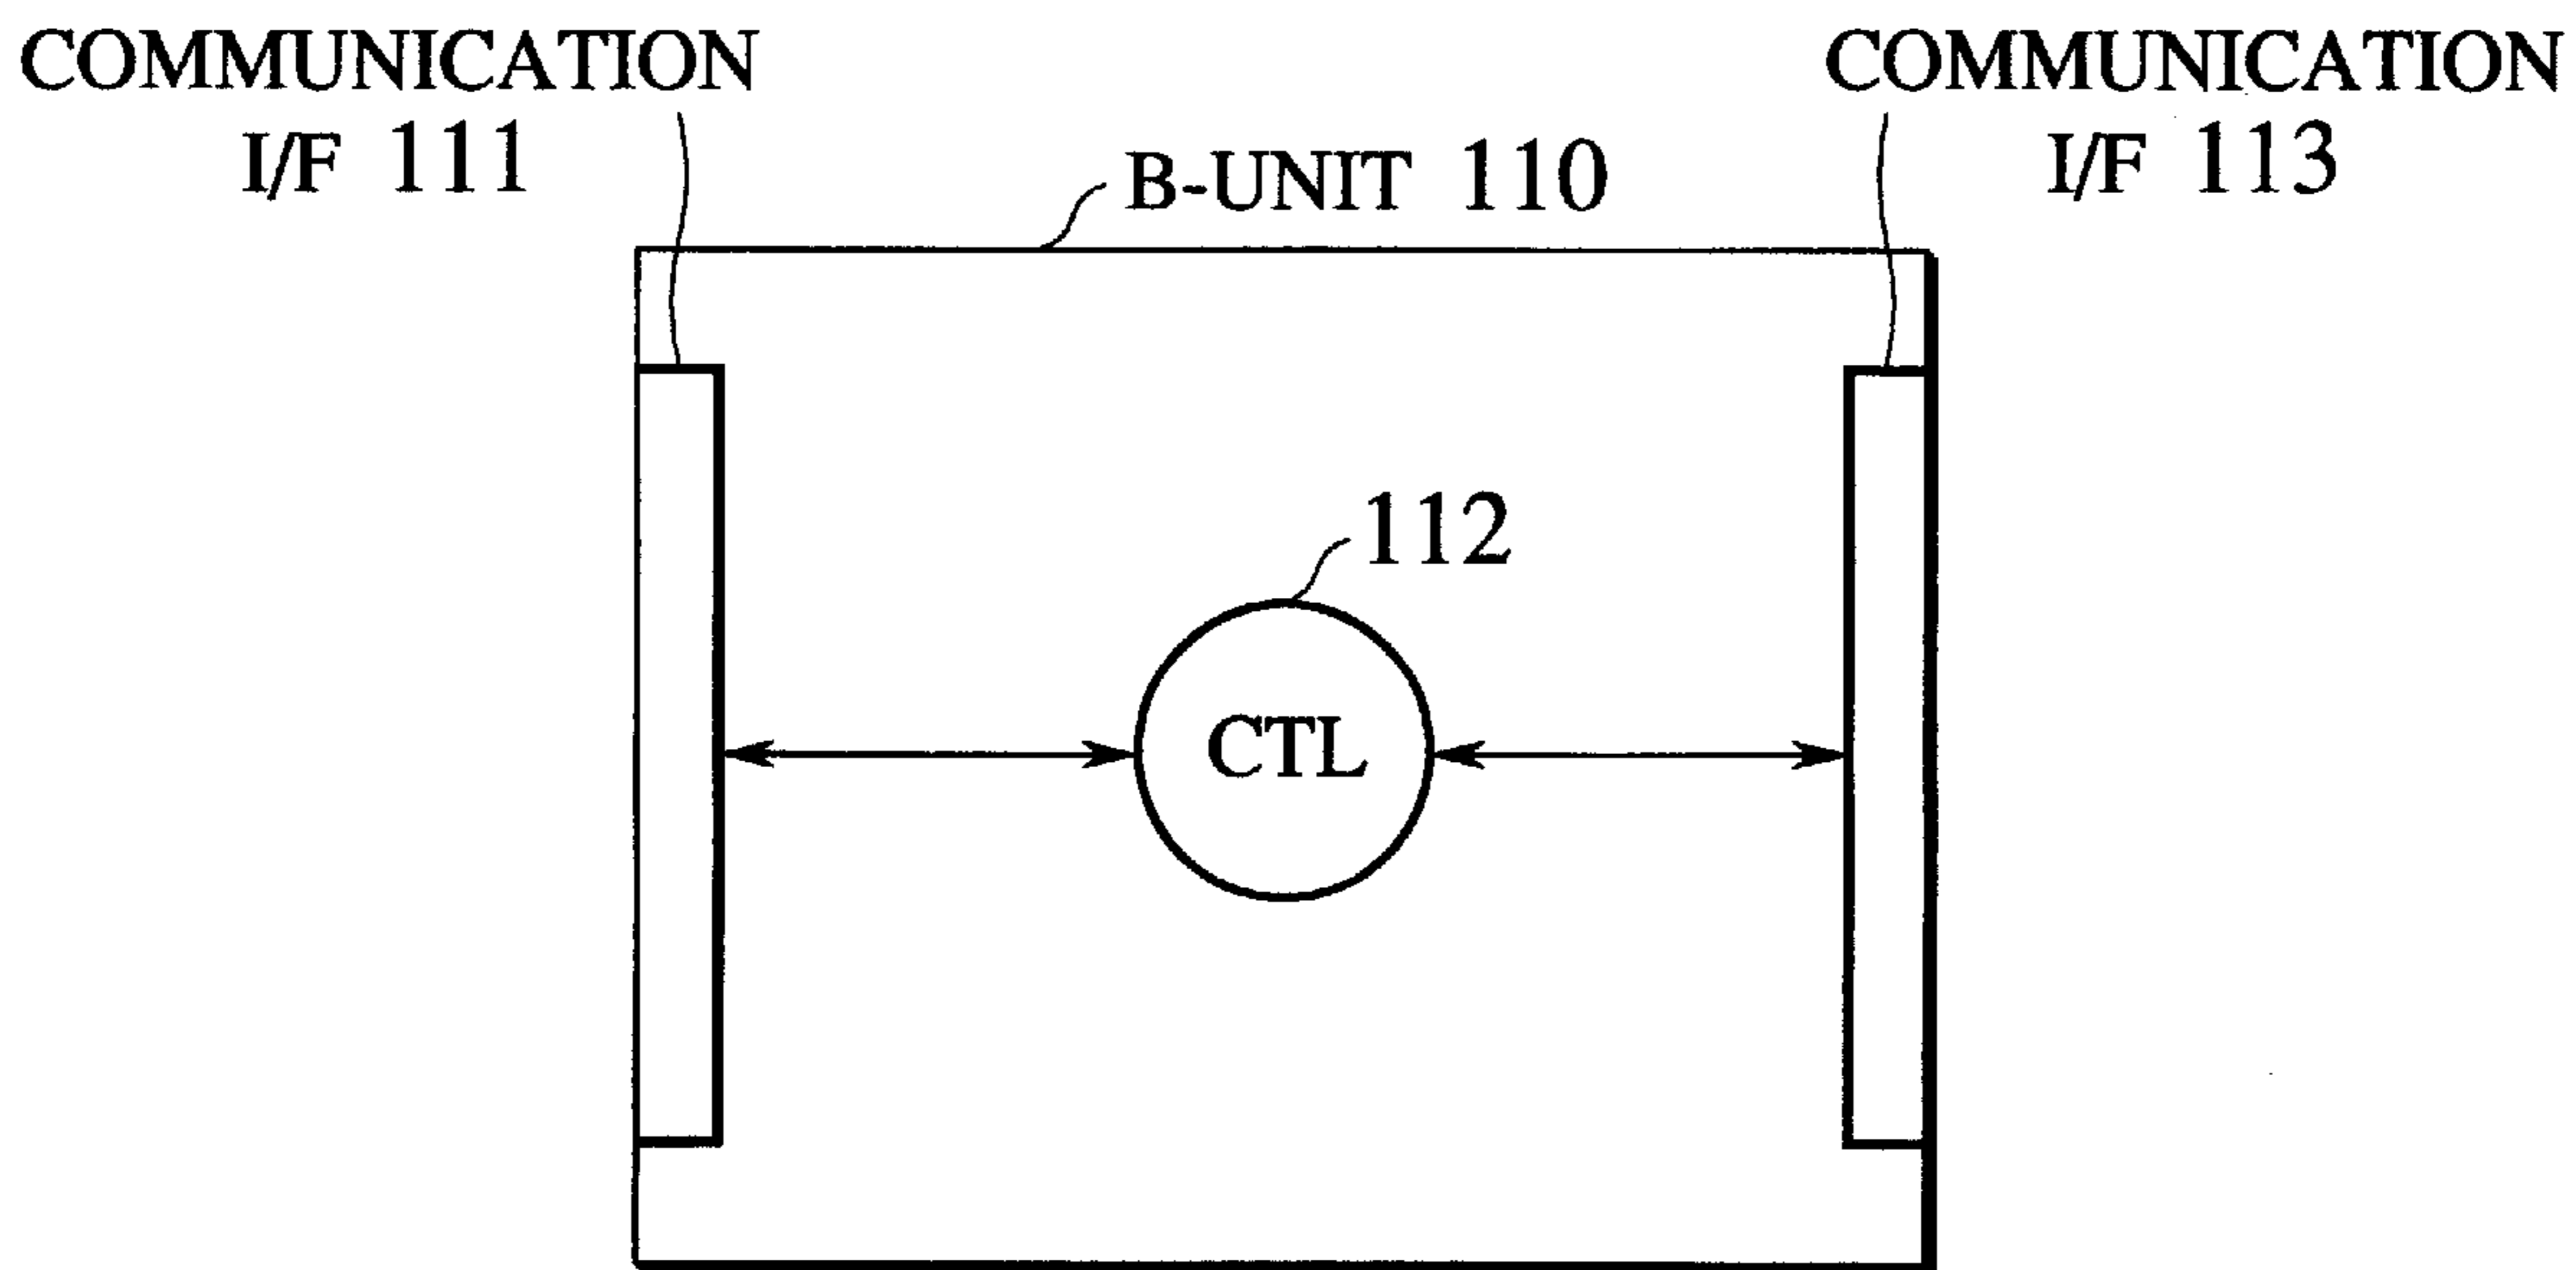 COMMUNICATION
I/F 111
B-UNIT 110
COMMUNICATION
I/F 113
112
CTL